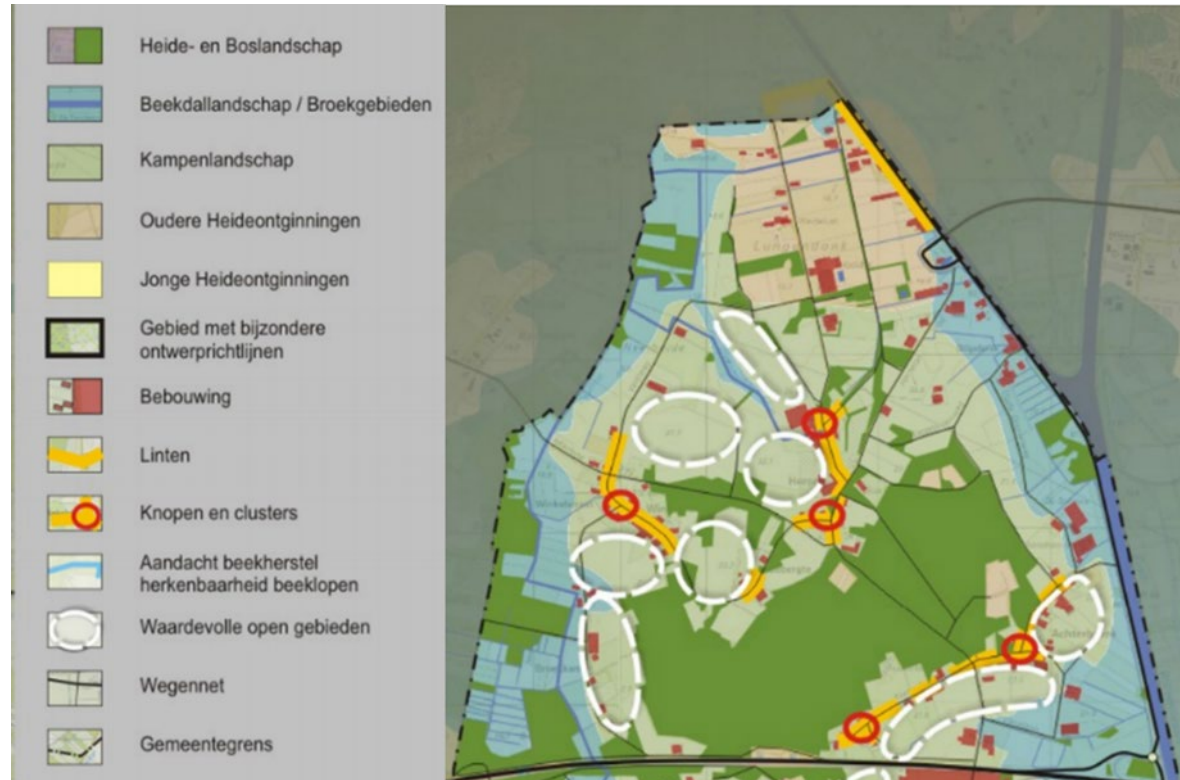 Heide- en Boslandschap
Beekdallandschap / Broekgebieden
Kampenlandschap
Oudere Heideontginningen
Jonge Heideontginningen
Gebied met bijzondere
ontwerprichtlijnen
Bebouwing
Linten
Knopen en clusters
Aandacht beekherstel
herkenbaarheid beeklopen
Waardevolle open gebieden
Wegennet
Gemeentegrens